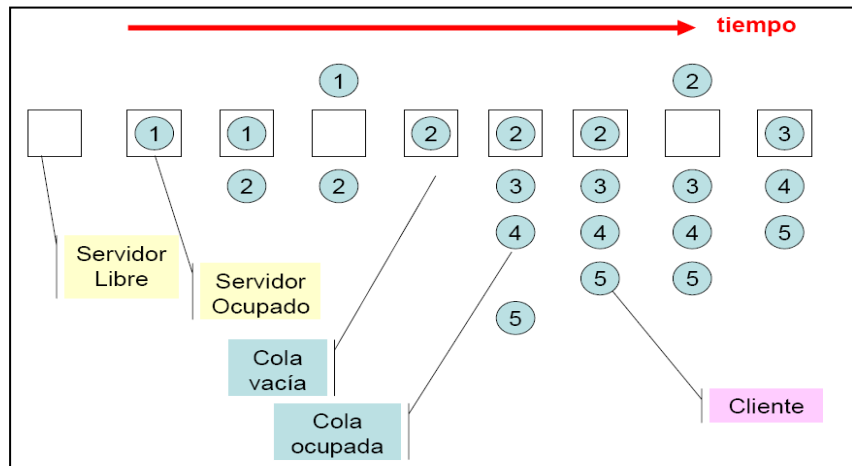 tiempo
1 2
1 1 2 2 2 3
2 2 3 3 3 4
4 4 4 5
5 5
5
Servidor
Libre
Servidor
Ocupado
Cola
vacía
Cola
ocupada
Cliente